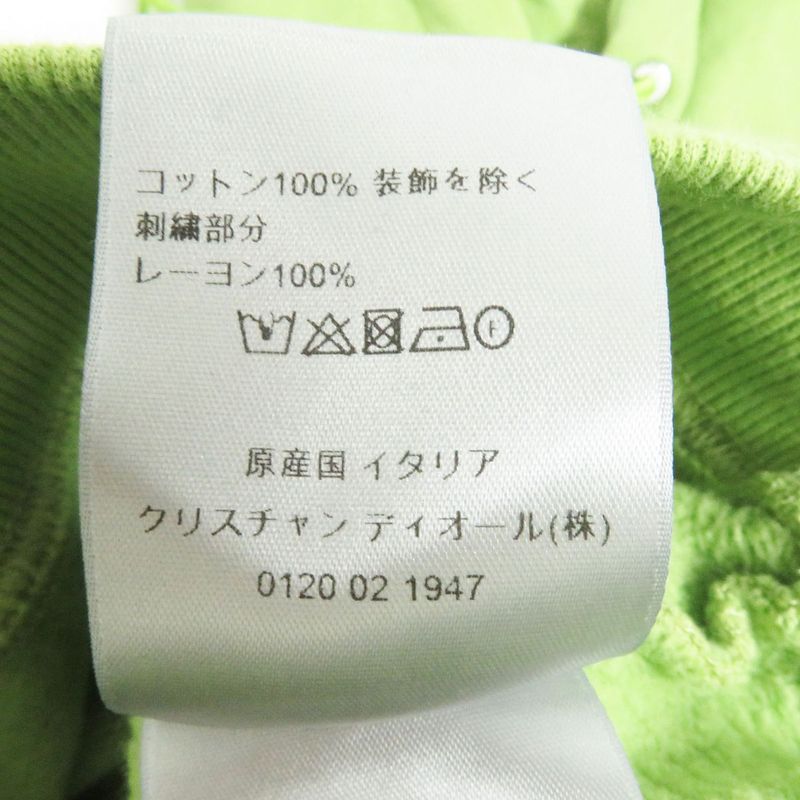 コットン100% 装飾を除く
刺繍部分
レーヨン100%
F
原産国 イタリア
クリスチャン ディオール(株)
0120 02 1947